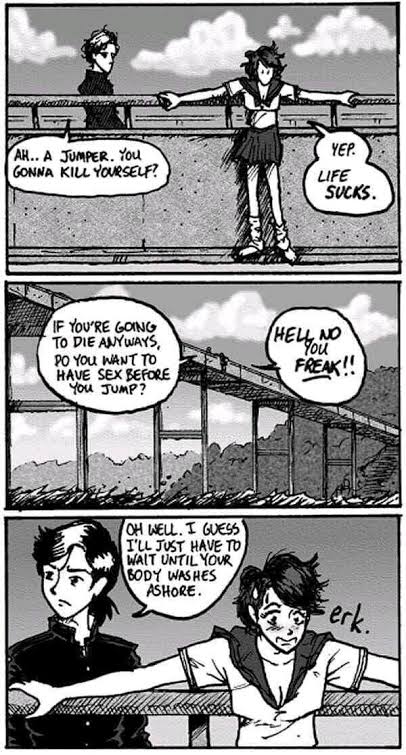 AH.. A JUMPER. YOU
GONNA KILL YOURSELF?
YEP.
LIFE
SUCKS.
IF YOU'RE GOING
TO DIE ANYWAYS,
DO YOU WANT TO
HAVE SEX BEFORE
YOU JUMP?
HELL NO
YOU
FREAK!!
OH WELL. I GUESS
I'LL JUST HAVE TO
WAIT UNTIL YOUR
BODY WASHES
ASHORE.
erk.